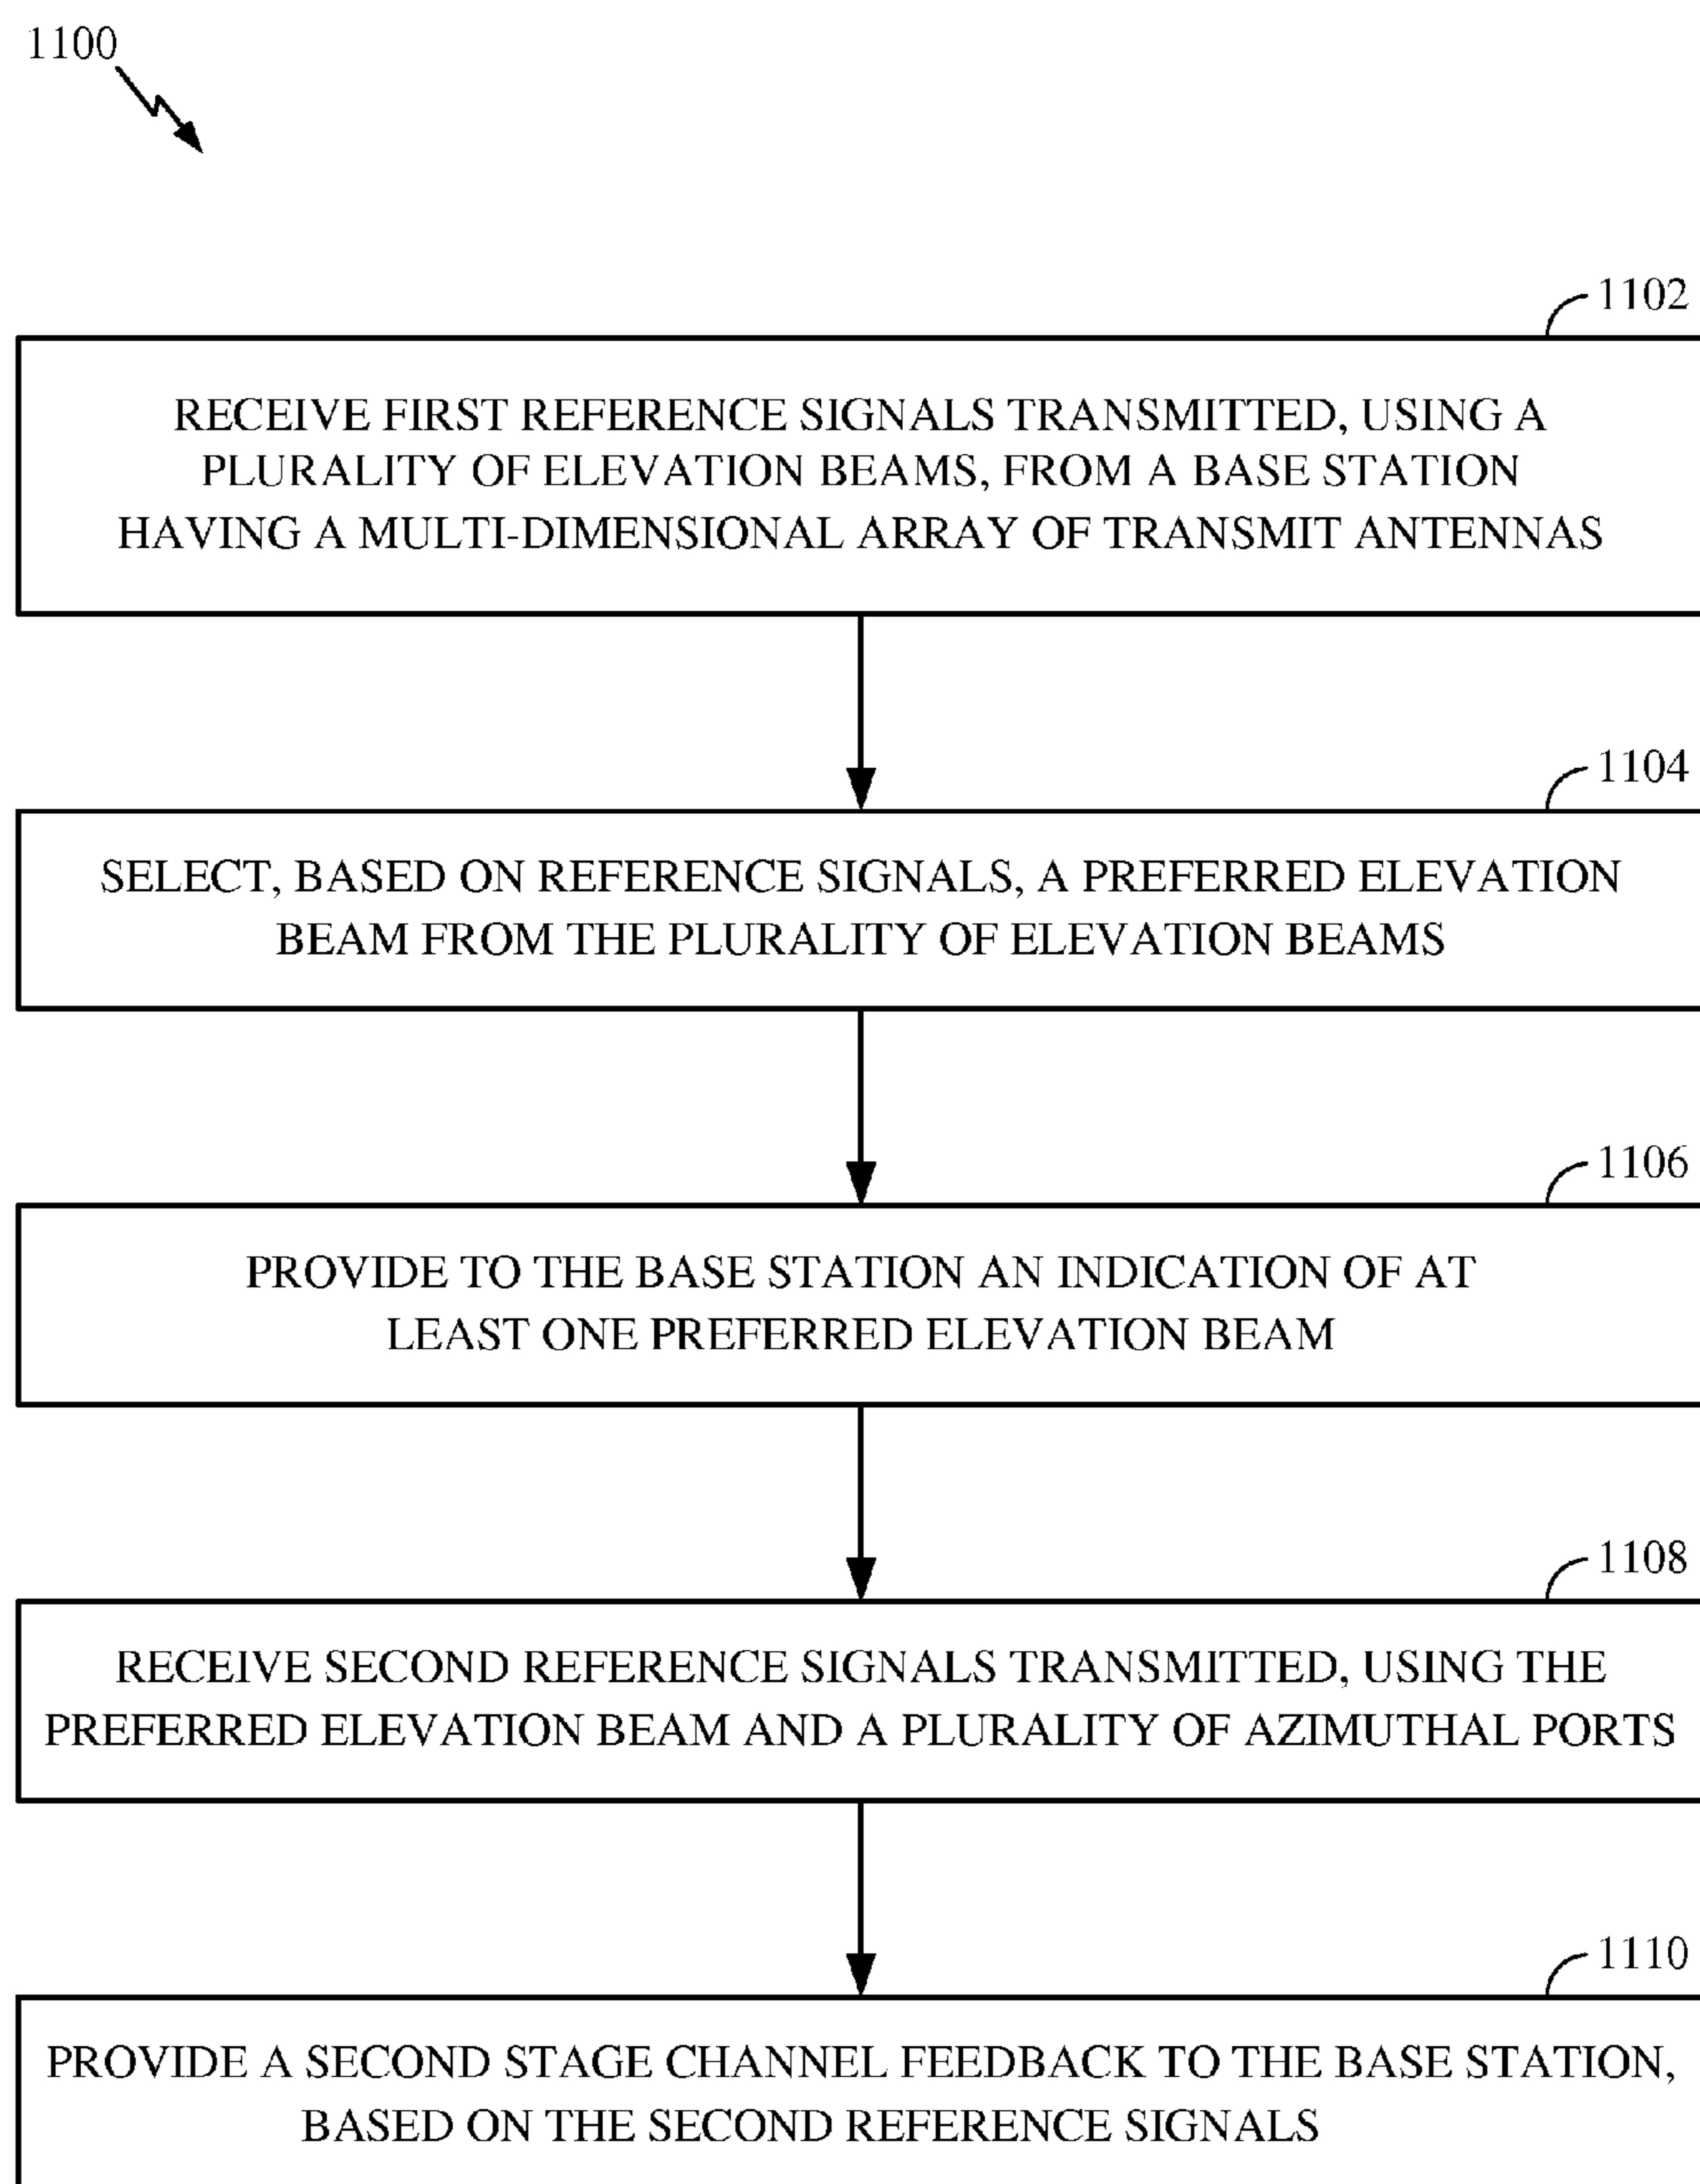 1100
1102
RECEIVE FIRST REFERENCE SIGNALS TRANSMITTED, USING A
PLURALITY OF ELEVATION BEAMS, FROM A BASE STATION
HAVING A MULTI-DIMENSIONAL ARRAY OF TRANSMIT ANTENNAS
1104
SELECT, BASED ON REFERENCE SIGNALS, A PREFERRED ELEVATION
BEAM FROM THE PLURALITY OF ELEVATION BEAMS
1106
PROVIDE TO THE BASE STATION AN INDICATION OF AT
LEAST ONE PREFERRED ELEVATION BEAM
1108
RECEIVE SECOND REFERENCE SIGNALS TRANSMITTED, USING THE
PREFERRED ELEVATION BEAM AND A PLURALITY OF AZIMUTHAL PORTS
1110
PROVIDE A SECOND STAGE CHANNEL FEEDBACK TO THE BASE STATION,
BASED ON THE SECOND REFERENCE SIGNALS